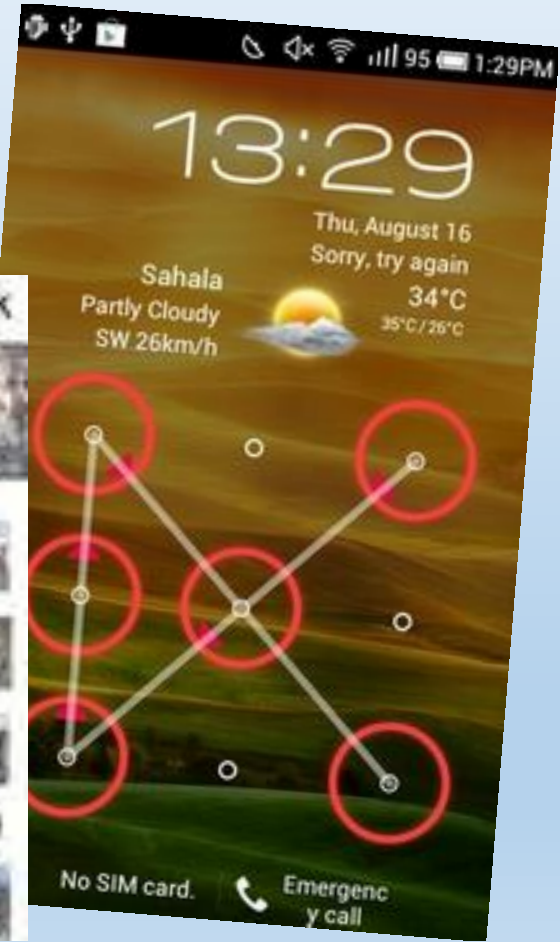 95 1:29PM
13:29
Thu, August 16
Sorry, try again
34°C
35°C / 26°C
Sahala
Partly Cloudy
SW 26km/h
K
No SIM card.
Emergenc
y call